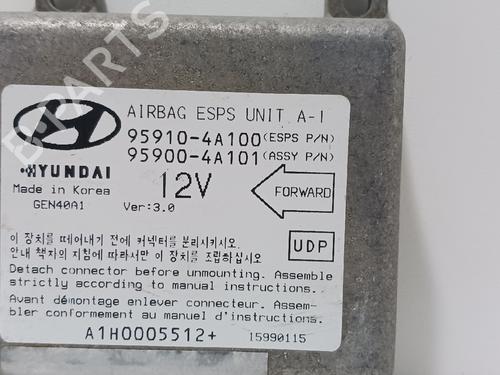 AIRBAG ESPS UNIT A-I
95910-4A100(ESPS P/N)
95900-4A101(ASSY P/N)
HYUNDAI
Made in Korea
GEN40A1
12V
Ver:3.0
FORWARD
이 장치를 떼어내기 전에 커넥터를 분리시키시오.
안내 책자의 지침에 따라서만 이 장치를 조립하십시오
UDP
Detach connector before unmounting. Assemble
strictly according to manual instructions.
Avant démontage enlever connecteur. Assem-
bler conformement au manuel d'instructions.
A1H0005512+
15990115
B-PARTS